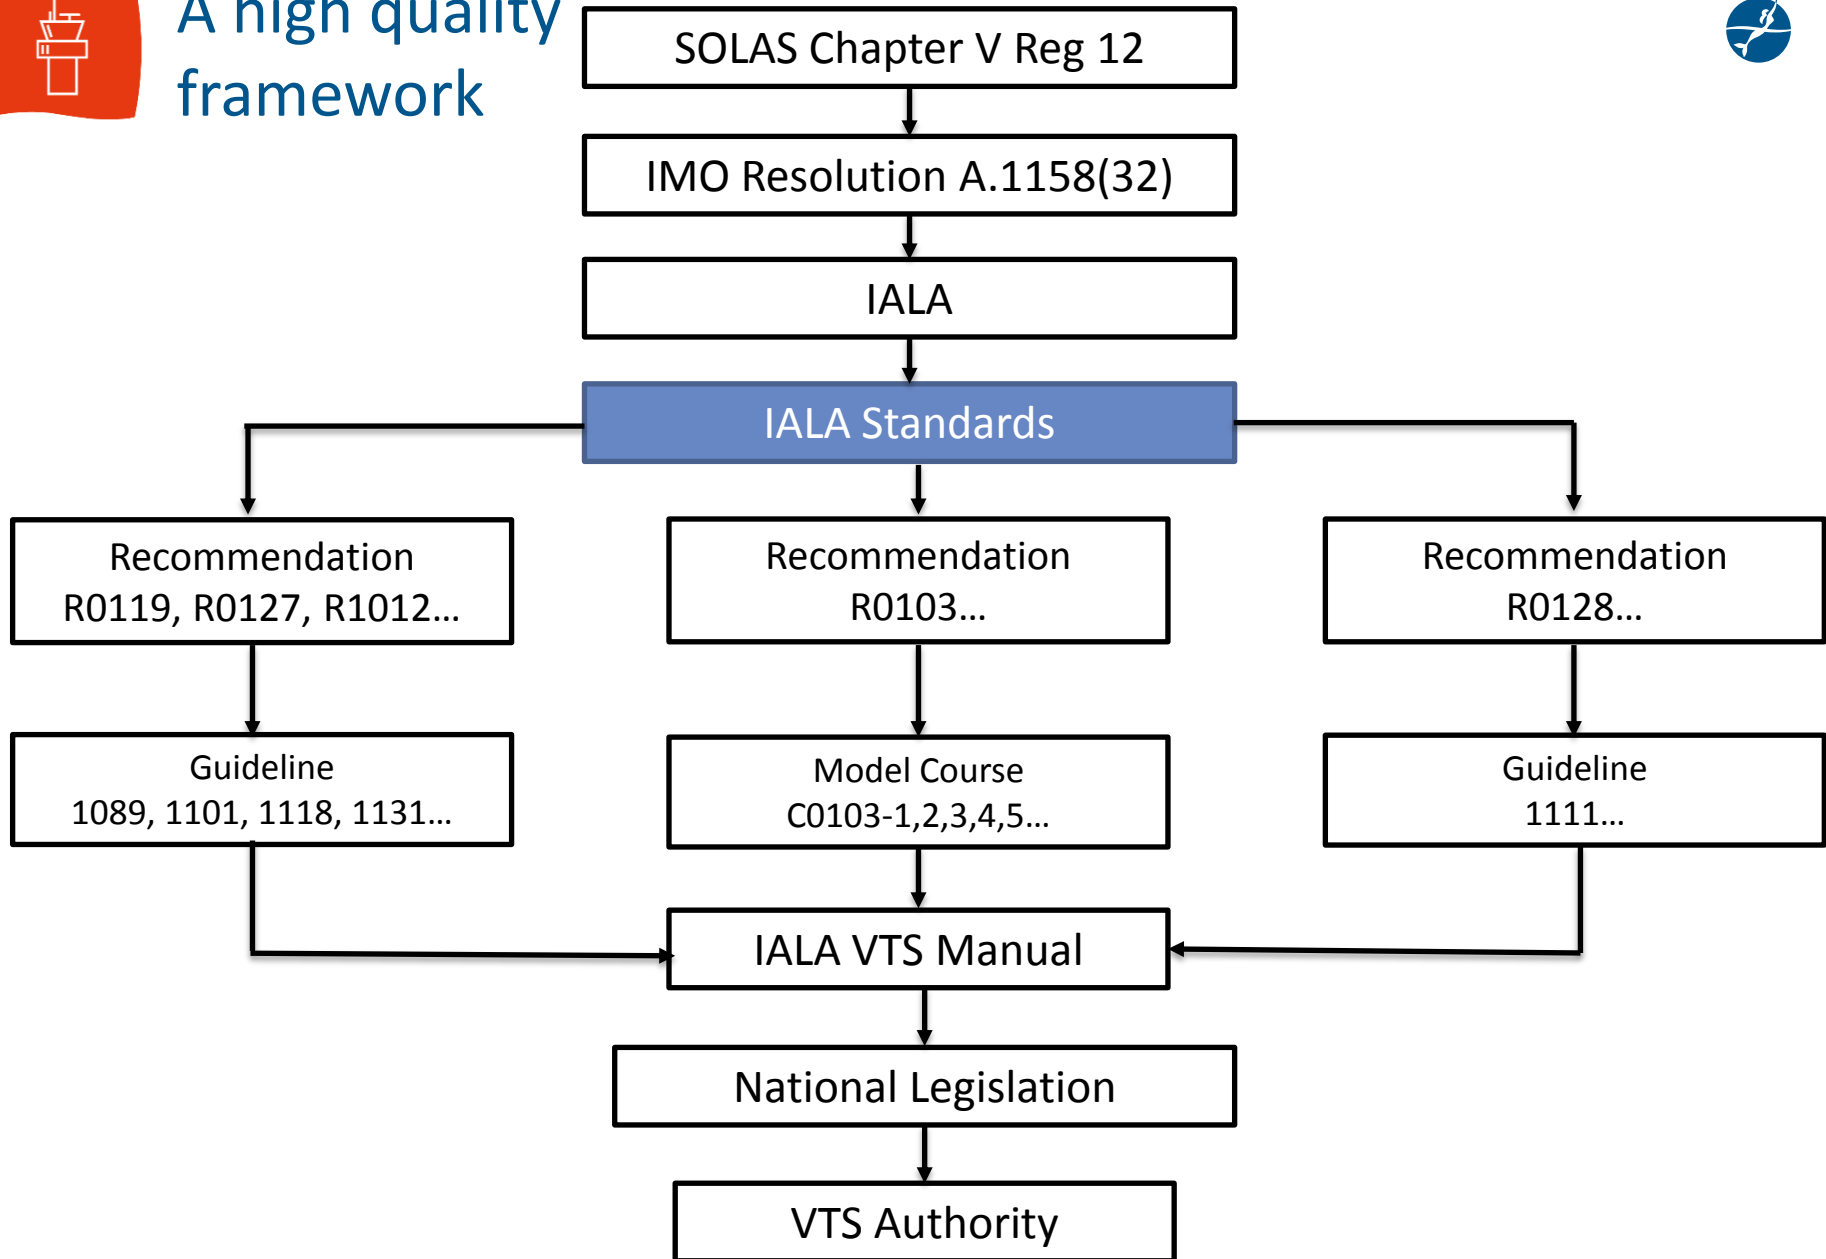 A high quality
framework
SOLAS Chapter V Reg 12
IMO Resolution A.1158(32)
IALA
IALA Standards
Recommendation
R0119, R0127, R1012...
Recommendation
R0103...
Recommendation
R0128...
Guideline
1089, 1101, 1118, 1131...
Model Course
C0103-1,2,3,4,5...
Guideline
1111...
IALA VTS Manual
National Legislation
VTS Authority